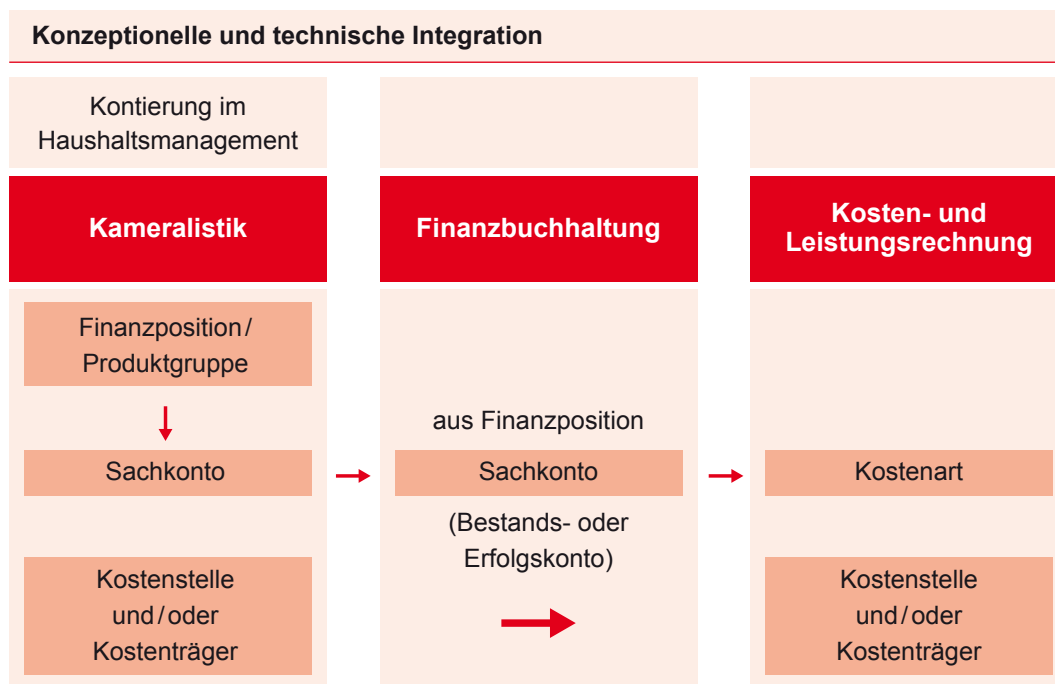 Konzeptionelle und technische Integration
Kontierung im
Haushaltsmanagement
Kameralistik
Finanzposition/
Produktgruppe
Sachkonto
Kostenstelle
und/oder
Kostenträger
Finanzbuchhaltung
aus Finanzposition
Sachkonto
(Bestands- oder
Erfolgskonto)
Kosten- und
Leistungsrechnung
Kostenart
Kostenstelle
und/oder
Kostenträger